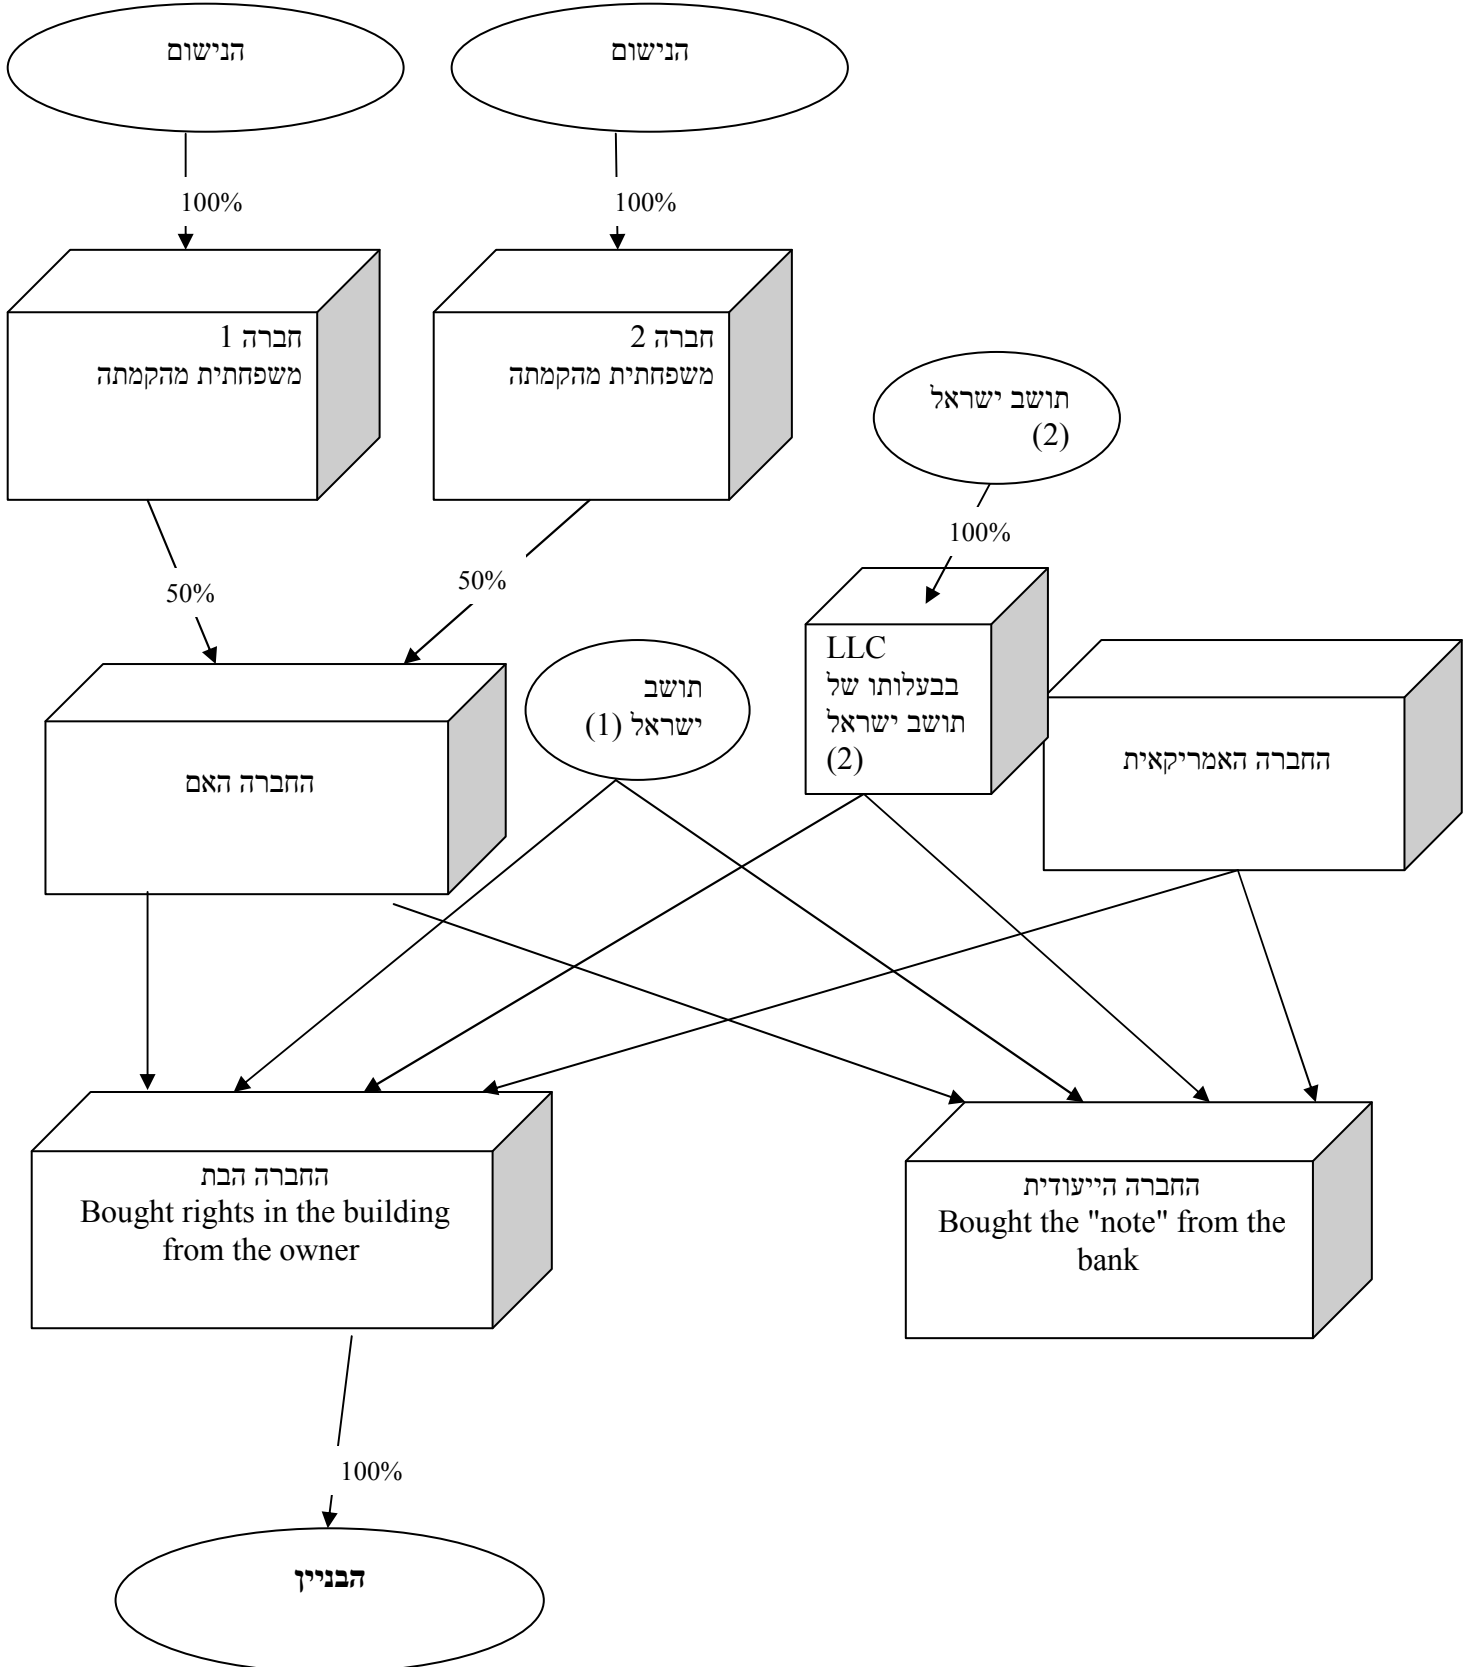 הנישום
הנישום
100%
100%
חברה 1
משפחתית מהקמתה
חברה 2
משפחתית מהקמתה
תושב ישראל
(2)
100%
50%
50%
LLC
בבעלותו של
תושב ישראל
(2)
תושב
ישראל (1)
החברה האם
החברה האמריקאית
החברה הבת
Bought rights in the building
from the owner
החברה הייעודית
Bought the "note" from the
bank
100%
הבניין